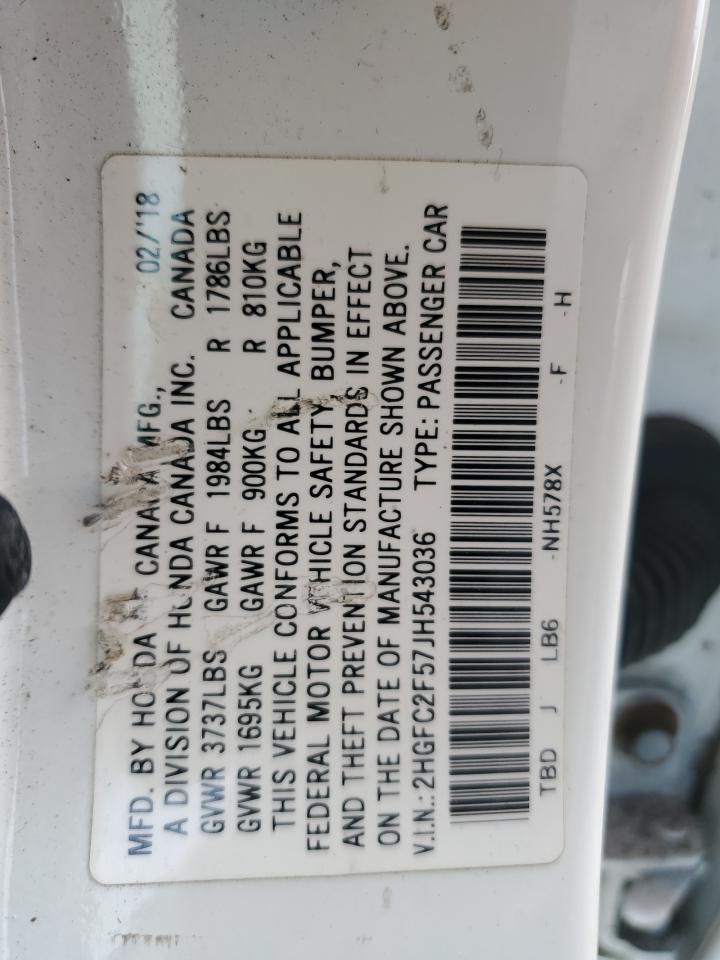 MFD. BY HONDA CANADA MFG., 02/'18
A DIVISION OF HONDA CANADA INC. CANADA
GVWR 3737LBS GAWR F 1984LBS R 1786LBS
GVWR 1695KG GAWR F 900KG R 810KG
THIS VEHICLE CONFORMS TO ALL APPLICABLE
FEDERAL MOTOR VEHICLE SAFETY, BUMPER,
AND THEFT PREVENTION STANDARDS IN EFFECT
ON THE DATE OF MANUFACTURE SHOWN ABOVE.
V.I.N.: 2HGFC2F57JH543036 TYPE: PASSENGER CAR
TBD J LB6 -NH578X -F -H